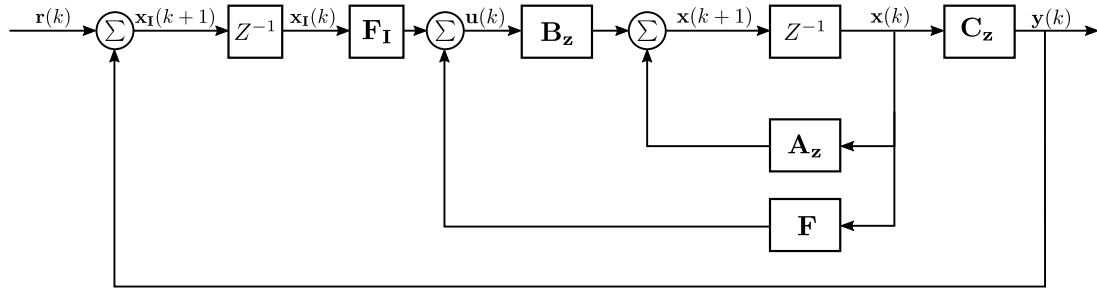 r(k)
∑
x_I(k+1)
Z⁻¹
x_I(k)
F_I
∑
u(k)
B_z
∑
x(k+1)
Z⁻¹
x(k)
C_z
y(k)
A_z
F